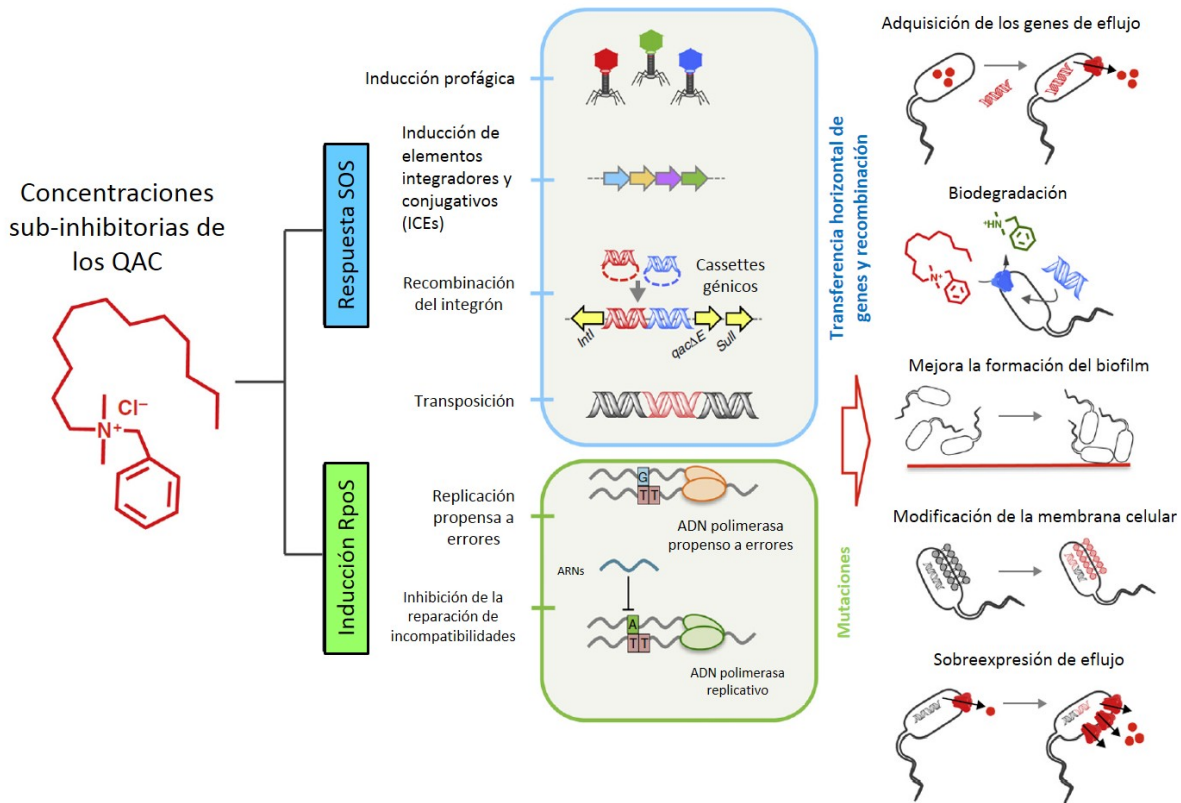 Concentraciones
sub-inhibitorias de
los QAC
Cl⁻
N⁺
Respuesta SOS
Inducción RpoS
Inducción profágica
Inducción de
elementos
integradores y
conjugativos
(ICEs)
Recombinación
del integrón
Transposición
Cassettes
génicos
IntI
qacΔE
SulI
Replicación
propensa a
errores
G
T T
ADN polimerasa
propenso a errores
ARNs
Inhibición de la
reparación de
incompatibilidades
A
T T
ADN polimerasa
replicativo
Transferencia horizontal de
genes y recombinación
Mutaciones
Adquisición de los genes de eflujo
Biodegradación
+HN
N+
Mejora la formación del biofilm
Modificación de la membrana celular
Sobreexpresión de eflujo